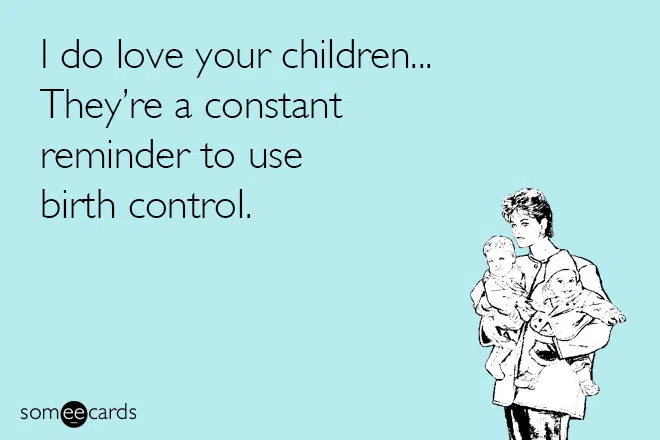 I do love your children...
They’re a constant
reminder to use
birth control.
someecards